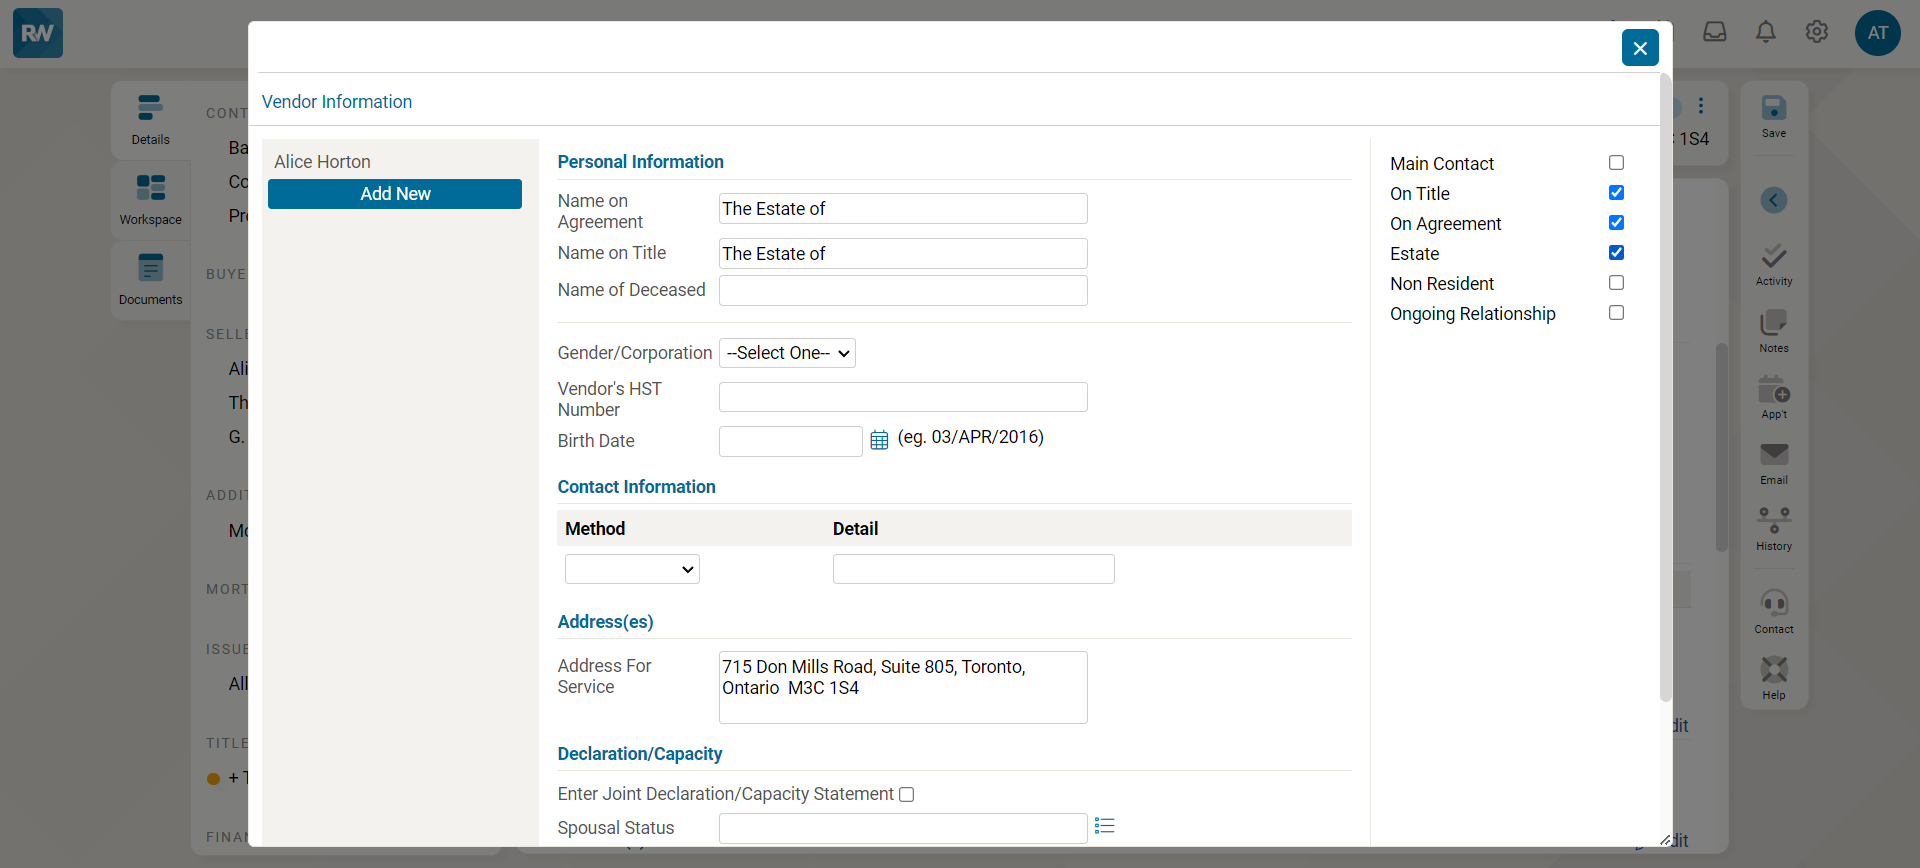 RW
AT
Vendor Information
Details
Workspace
Documents
CONT
Ba
Co
Pr
BUYE
SELLE
Ali
Th
G.
ADDIT
Mo
MORT
ISSUE
All
TITLE
+ T
FINAN
Alice Horton
Add New
Personal Information
Name on
Agreement
The Estate of
Name on Title
The Estate of
Name of Deceased
Gender/Corporation
--Select One--
Vendor's HST
Number
Birth Date
(eg. 03/APR/2016)
Contact Information
Method
Detail
Address(es)
Address For
Service
715 Don Mills Road, Suite 805, Toronto,
Ontario  M3C 1S4
Declaration/Capacity
Enter Joint Declaration/Capacity Statement
Spousal Status
Main Contact
On Title
On Agreement
Estate
Non Resident
Ongoing Relationship
1S4
dit
dit
Save
Activity
Notes
App't
Email
History
Contact
Help